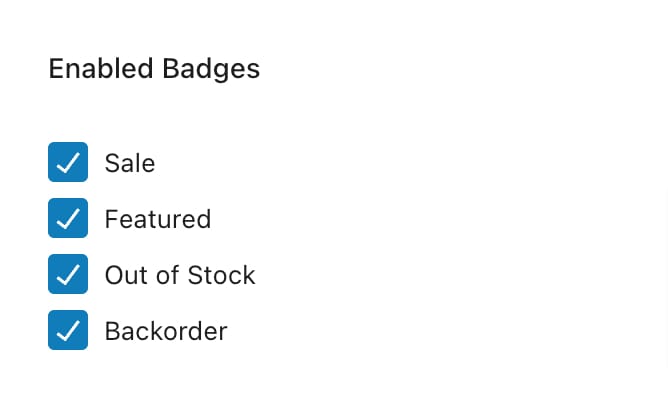 Enabled Badges
Sale
Featured
Out of Stock
Backorder